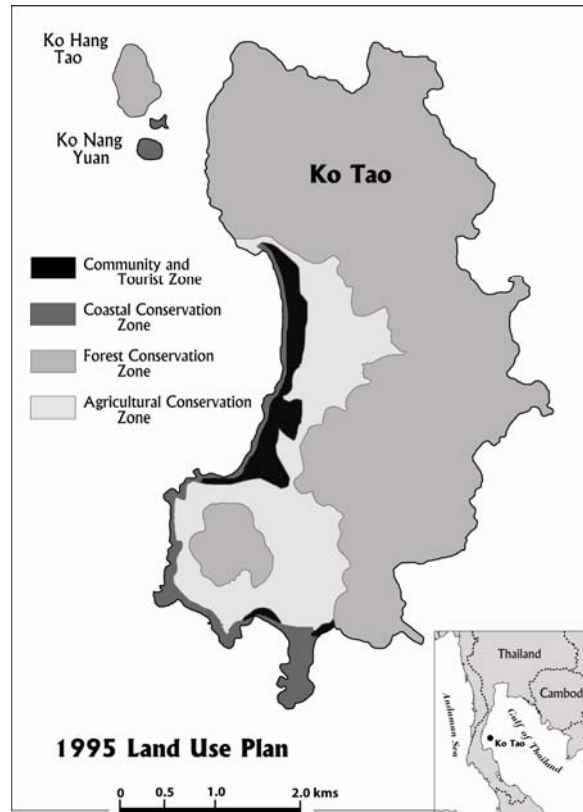 Ko Hang
Tao
Ko Nang
Yuan
Ko Tao
Community and
Tourist Zone
Coastal Conservation
Zone
Forest Conservation
Zone
Agricultural Conservation
Zone
1995 Land Use Plan
0 0.5 1.0 2.0 kms
Thailand
Cambod
Andaman Sea
Gulf of Thailand
Ko Tao